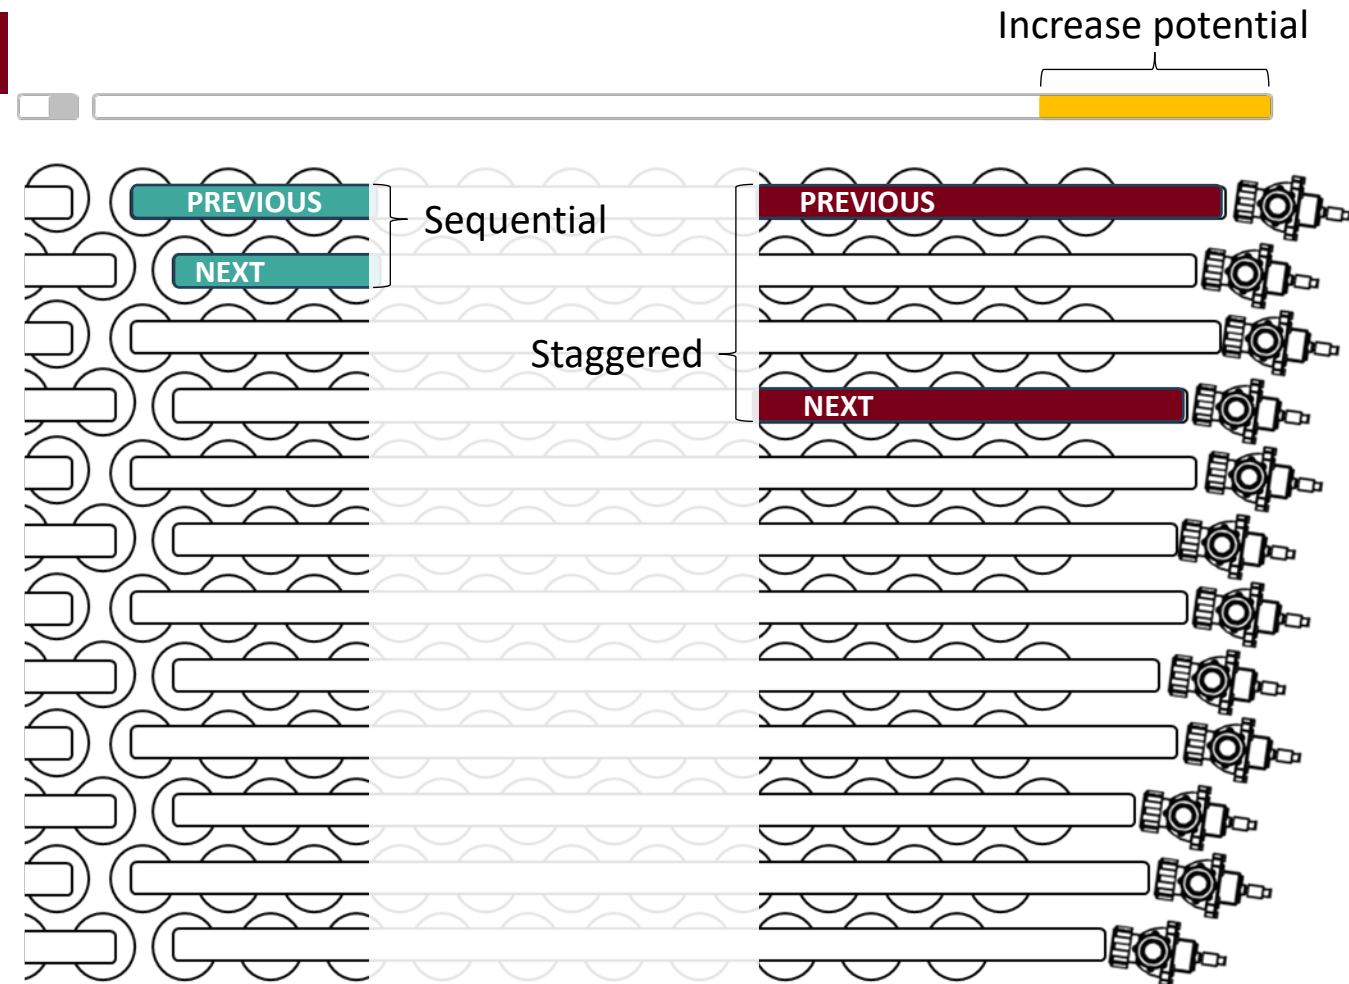 Increase potential
PREVIOUS
Sequential
NEXT
PREVIOUS
Staggered
NEXT